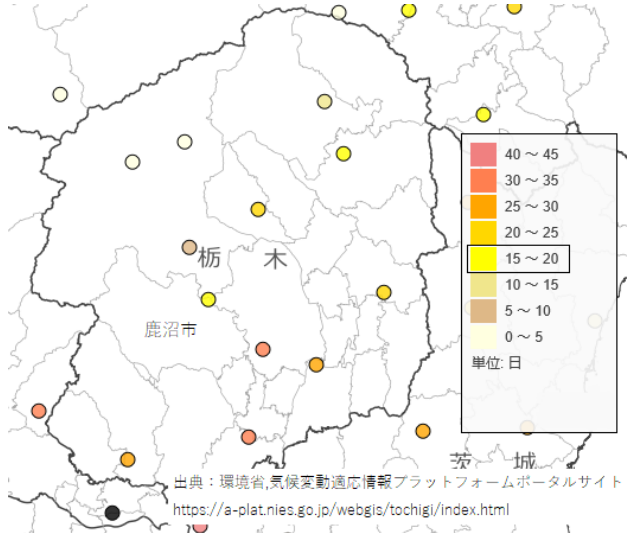 40 ～ 45
30 ～ 35
25 ～ 30
20 ～ 25
15 ～ 20
10 ～ 15
5 ～ 10
0 ～ 5
単位: 日
栃 木
鹿沼市
茨 城
出典：環境省,気候変動適応情報プラットフォームポータルサイト
https://a-plat.nies.go.jp/webgis/tochigi/index.html